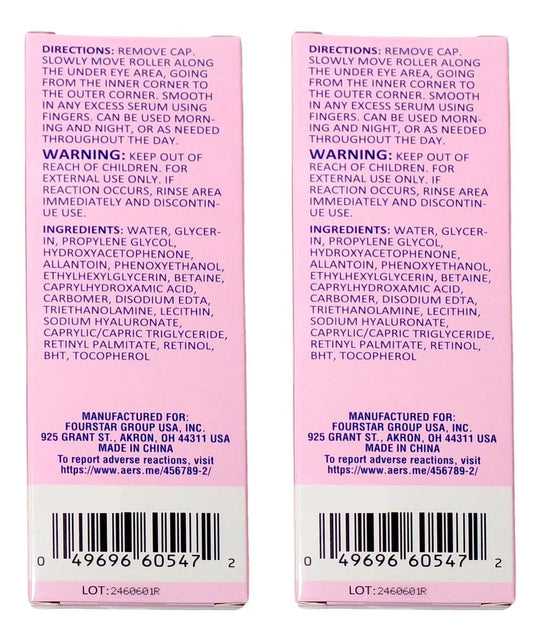 DIRECTIONS: REMOVE CAP.
SLOWLY MOVE ROLLER ALONG
THE UNDER EYE AREA, GOING
FROM THE INNER CORNER TO
THE OUTER CORNER. SMOOTH
IN ANY EXCESS SERUM USING
FINGERS. CAN BE USED MORN-
ING AND NIGHT, OR AS NEEDED
THROUGHOUT THE DAY.
WARNING: KEEP OUT OF
REACH OF CHILDREN. FOR
EXTERNAL USE ONLY. IF
REACTION OCCURS, RINSE AREA
IMMEDIATELY AND DISCONTIN-
UE USE.
INGREDIENTS: WATER, GLYCER-
IN, PROPYLENE GLYCOL,
HYDROXYACETOPHENONE,
ALLANTOIN, PHENOXYETHANOL,
ETHYLHEXYLGLYCERIN, BETAINE,
CAPRYLHYDROXAMIC ACID,
CARBOMER, DISODIUM EDTA,
TRIETHANOLAMINE, LECITHIN,
SODIUM HYALURONATE,
CAPRYLIC/CAPRIC TRIGLYCERIDE,
RETINYL PALMITATE, RETINOL,
BHT, TOCOPHEROL
MANUFACTURED FOR:
FOURSTAR GROUP USA, INC.
925 GRANT ST., AKRON, OH 44311 USA
MADE IN CHINA
To report adverse reactions, visit
https://www.aers.me/456789-2/
0 49696 60547 2
LOT: 2460601R
DIRECTIONS: REMOVE CAP.
SLOWLY MOVE ROLLER ALONG
THE UNDER EYE AREA, GOING
FROM THE INNER CORNER TO
THE OUTER CORNER. SMOOTH
IN ANY EXCESS SERUM USING
FINGERS. CAN BE USED MORN-
ING AND NIGHT, OR AS NEEDED
THROUGHOUT THE DAY.
WARNING: KEEP OUT OF
REACH OF CHILDREN. FOR
EXTERNAL USE ONLY. IF
REACTION OCCURS, RINSE AREA
IMMEDIATELY AND DISCONTIN-
UE USE.
INGREDIENTS: WATER, GLYCER-
IN, PROPYLENE GLYCOL,
HYDROXYACETOPHENONE,
ALLANTOIN, PHENOXYETHANOL,
ETHYLHEXYLGLYCERIN, BETAINE,
CAPRYLHYDROXAMIC ACID,
CARBOMER, DISODIUM EDTA,
TRIETHANOLAMINE, LECITHIN,
SODIUM HYALURONATE,
CAPRYLIC/CAPRIC TRIGLYCERIDE,
RETINYL PALMITATE, RETINOL,
BHT, TOCOPHEROL
MANUFACTURED FOR:
FOURSTAR GROUP USA, INC.
925 GRANT ST., AKRON, OH 44311 USA
MADE IN CHINA
To report adverse reactions, visit
https://www.aers.me/456789-2/
0 49696 60547 2
LOT: 2460601R